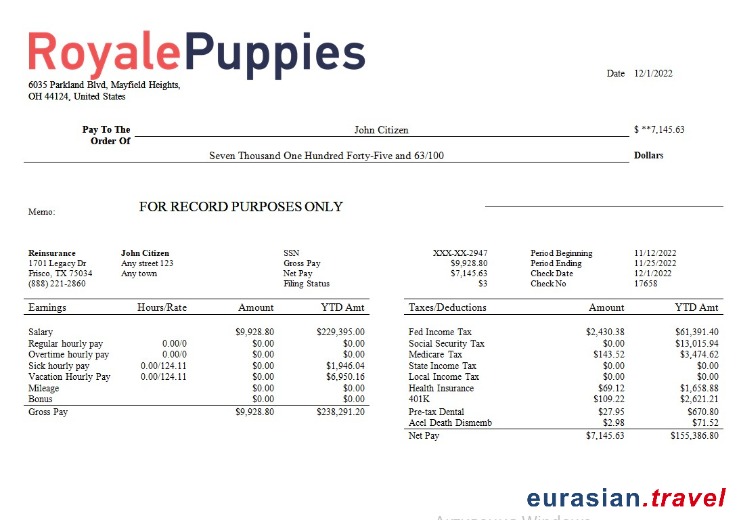 RoyalePuppies
6035 Parkland Blvd, Mayfield Heights,
OH 44124, United States
Date 12/1/2022
Pay To The John Citizen $ **7,145.63
Order Of
Seven Thousand One Hundred Forty-Five and 63/100 Dollars
Memo: FOR RECORD PURPOSES ONLY
Reinsurance John Citizen SSN XXX-XX-2947 Period Beginning 11/12/2022
1701 Legacy Dr Any street 123 Gross Pay $9,928.80 Period Ending 11/25/2022
Frisco, TX 75034 Any town Net Pay $7,145.63 Check Date 12/1/2022
(888) 221-2860 Filing Status $3 Check No 17658
Earnings Hours/Rate Amount YTD Amt Taxes/Deductions Amount YTD Amt
Salary $9,928.80 $229,395.00 Fed Income Tax $2,430.38 $61,391.40
Regular hourly pay 0.00/0 $0.00 $0.00 Social Security Tax $0.00 $13,015.94
Overtime hourly pay 0.00/0 $0.00 $0.00 Medicare Tax $143.52 $3,474.62
Sick hourly pay 0.00/124.11 $0.00 $1,946.04 State Income Tax $0.00 $0.00
Vacation Hourly Pay 0.00/124.11 $0.00 $6,950.16 Local Income Tax $0.00 $0.00
Mileage $0.00 $0.00 Health Insurance $69.12 $1,658.88
Bonus $0.00 $0.00 401K $109.22 $2,621.21
Gross Pay $9,928.80 $238,291.20 Pre-tax Dental $27.95 $670.80
Acel Death Dismemb $2.98 $71.52
Net Pay $7,145.63 $155,386.80
eurasian.travel